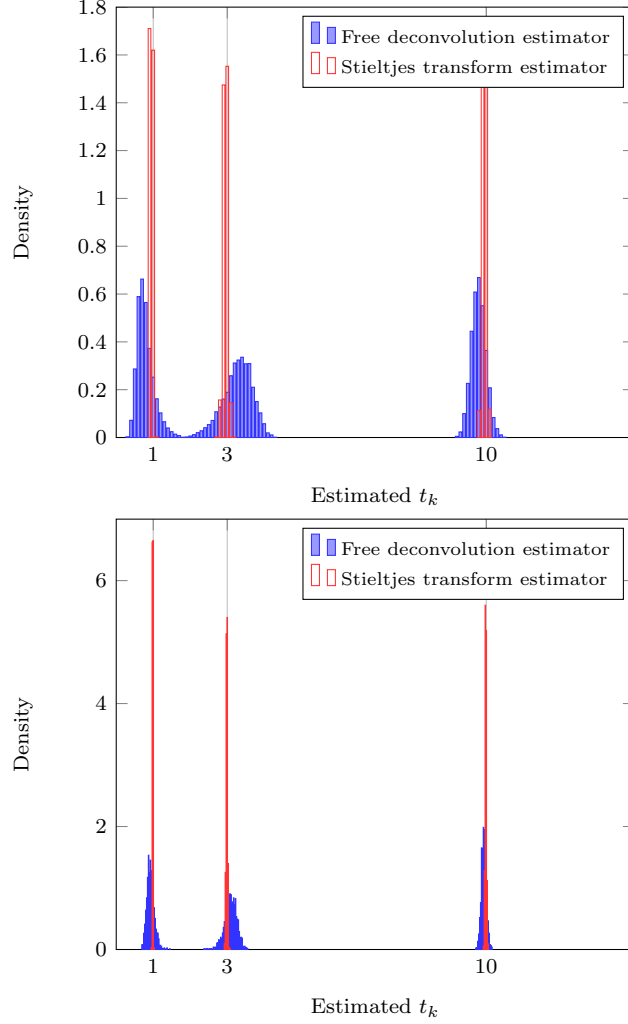 1.8
1.6
1.4
1.2
1
0.8
0.6
0.4
0.2
0
Density
Free deconvolution estimator
Stieltjes transform estimator
1 3 10
Estimated t_k
6
4
2
0
Density
Free deconvolution estimator
Stieltjes transform estimator
1 3 10
Estimated t_k